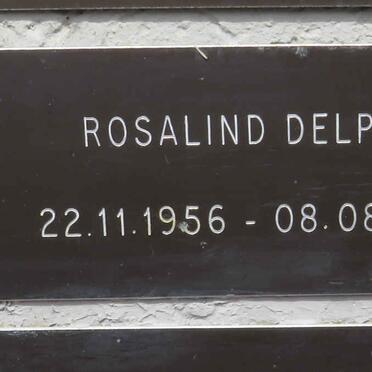 ROSALIND DELP
22.11.1956 - 08.08